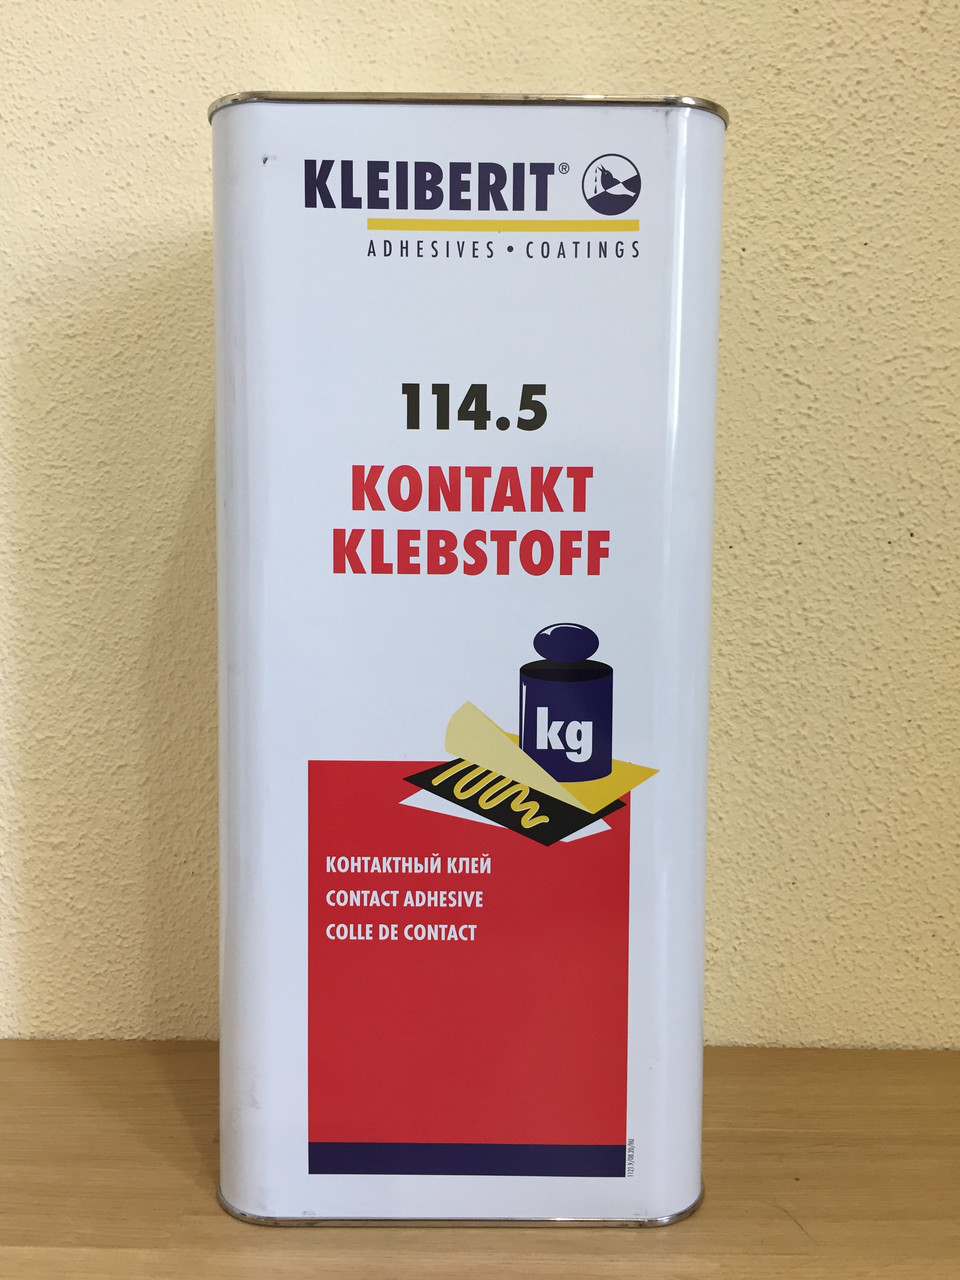 KLEIBERIT®
ADHESIVES • COATINGS
114.5
KONTAKT
KLEBSTOFF
kg
КОНТАКТНЫЙ КЛЕЙ
CONTACT ADHESIVE
COLLE DE CONTACT